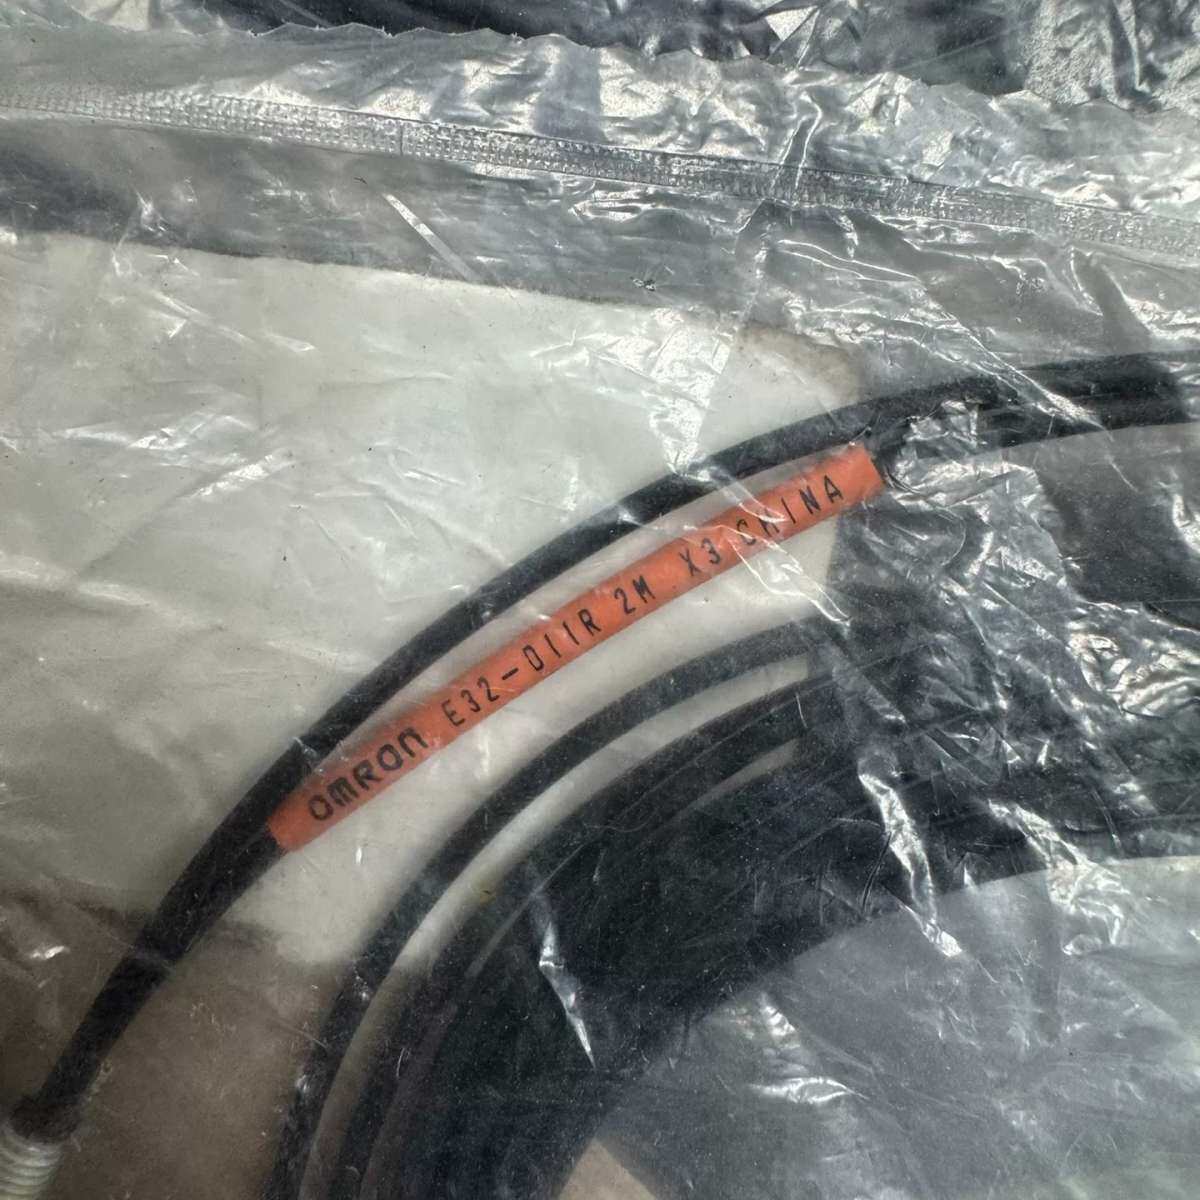 OMRON E32-D11R 2M X3 CHINA